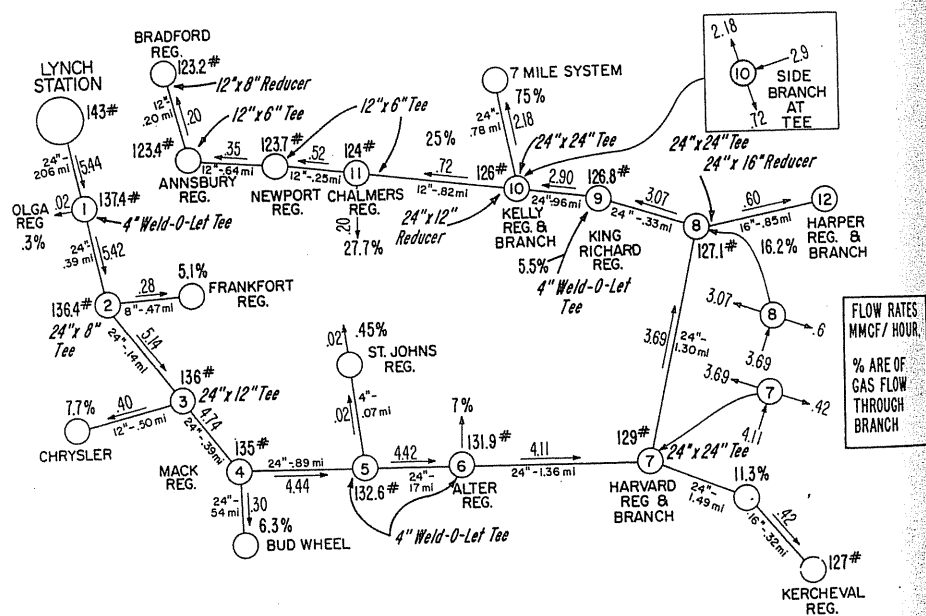 BRADFORD
REG.
123.2#
12"x 8" Reducer
12"-
.20 mi
.20
LYNCH
STATION
143#
24"-
2.06 mi
5.44
OLGA
REG
.3%
.02
1
137.4#
4" Weld-O-Let Tee
24"-
.39 mi
5.42
12"x 6" Tee
123.4#
ANNSBURY
REG.
.35
12"-.64 mi
123.7#
NEWPORT
REG.
12"x 6" Tee
.52
12"-.25 mi
124#
11
CHALMERS
REG.
.20
27.7%
25%
.72
12"-.82 mi
7 MILE SYSTEM
75%
24"-
.78 mi
2.18
24"x 24" Tee
126#
10
KELLY
REG. &
BRANCH
24"x 12"
Reducer
2.90
24"-.96 mi
126.8#
9
KING
RICHARD
REG.
5.5%
4" Weld-O-Let
Tee
3.07
24"-.33 mi
2.18
10
2.9
.72
SIDE
BRANCH
AT
TEE
24"x 24" Tee
24"x 16" Reducer
8
127.1#
.60
16"-.85 mi
16.2%
12
HARPER
REG. &
BRANCH
136.4#
2
24"x 8"
Tee
.28
8"-.47 mi
5.1%
FRANKFORT
REG.
5.14
24"-.14 mi
136#
3
24"x 12" Tee
7.7%
.40
12"-.50 mi
CHRYSLER
4.74
24"-.39 mi
135#
4
MACK
REG.
24"-
.54 mi
.30
6.3%
BUD WHEEL
24"-.89 mi
4.44
.02
.45%
ST. JOHNS
REG.
4"-
.07 mi
.02
5
132.6#
4.42
24"-
.17 mi
7%
131.9#
6
ALTER
REG.
4" Weld-O-Let Tee
4.11
24"-1.36 mi
129#
7
24"x 24" Tee
HARVARD
REG &
BRANCH
3.69
24"-
1.30 mi
3.07
8
.6
3.69
3.69
7
.42
4.11
24"-
1.49 mi
11.3%
.42
.16"-.32 mi
127#
KERCHEVAL
REG.
FLOW RATES
MMCF/HOUR,
% ARE OF
GAS FLOW
THROUGH
BRANCH